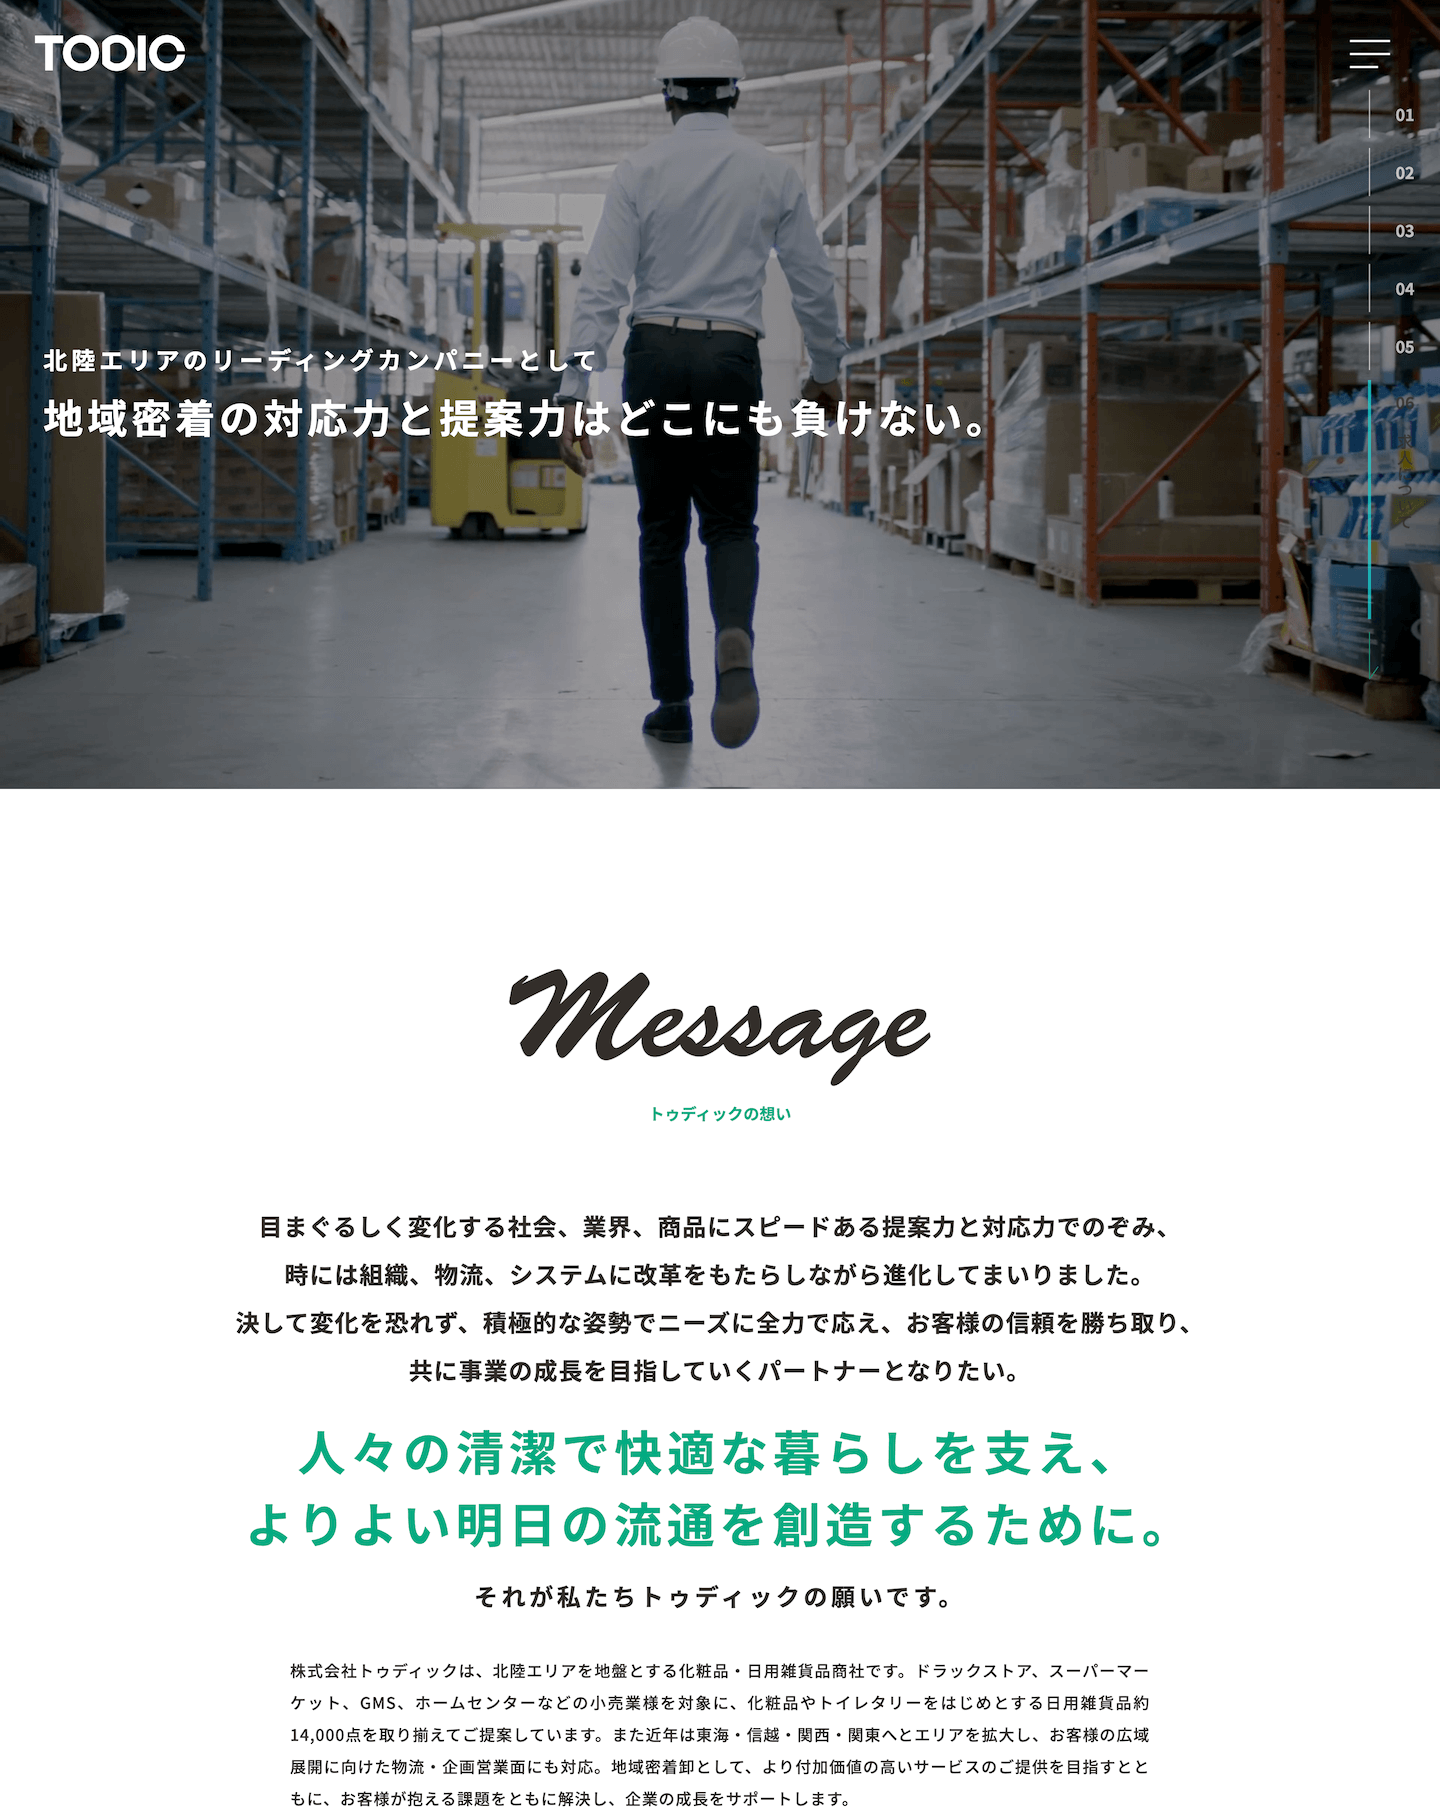 TODIC
01
02
03
04
05
06
北陸エリアのリーディングカンパニーとして
地域密着の対応力と提案力はどこにも負けない。
Message
トゥディックの想い
目まぐるしく変化する社会、業界、商品にスピードある提案力と対応力でのぞみ、
時には組織、物流、システムに改革をもたらしながら進化してまいりました。
決して変化を恐れず、積極的な姿勢でニーズに全力で応え、お客様の信頼を勝ち取り、
共に事業の成長を目指していくパートナーとなりたい。
人々の清潔で快適な暮らしを支え、
よりよい明日の流通を創造するために。
それが私たちトゥディックの願いです。
株式会社トゥディックは、北陸エリアを地盤とする化粧品・日用雑貨品商社です。ドラックストア、スーパーマー
ケット、GMS、ホームセンターなどの小売業様を対象に、化粧品やトイレタリーをはじめとする日用雑貨品約
14,000点を取り揃えてご提案しています。また近年は東海・信越・関西・関東へとエリアを拡大し、お客様の広域
展開に向けた物流・企画営業面にも対応。地域密着卸として、より付加価値の高いサービスのご提供を目指すとと
もに、お客様が抱える課題をともに解決し、企業の成長をサポートします。